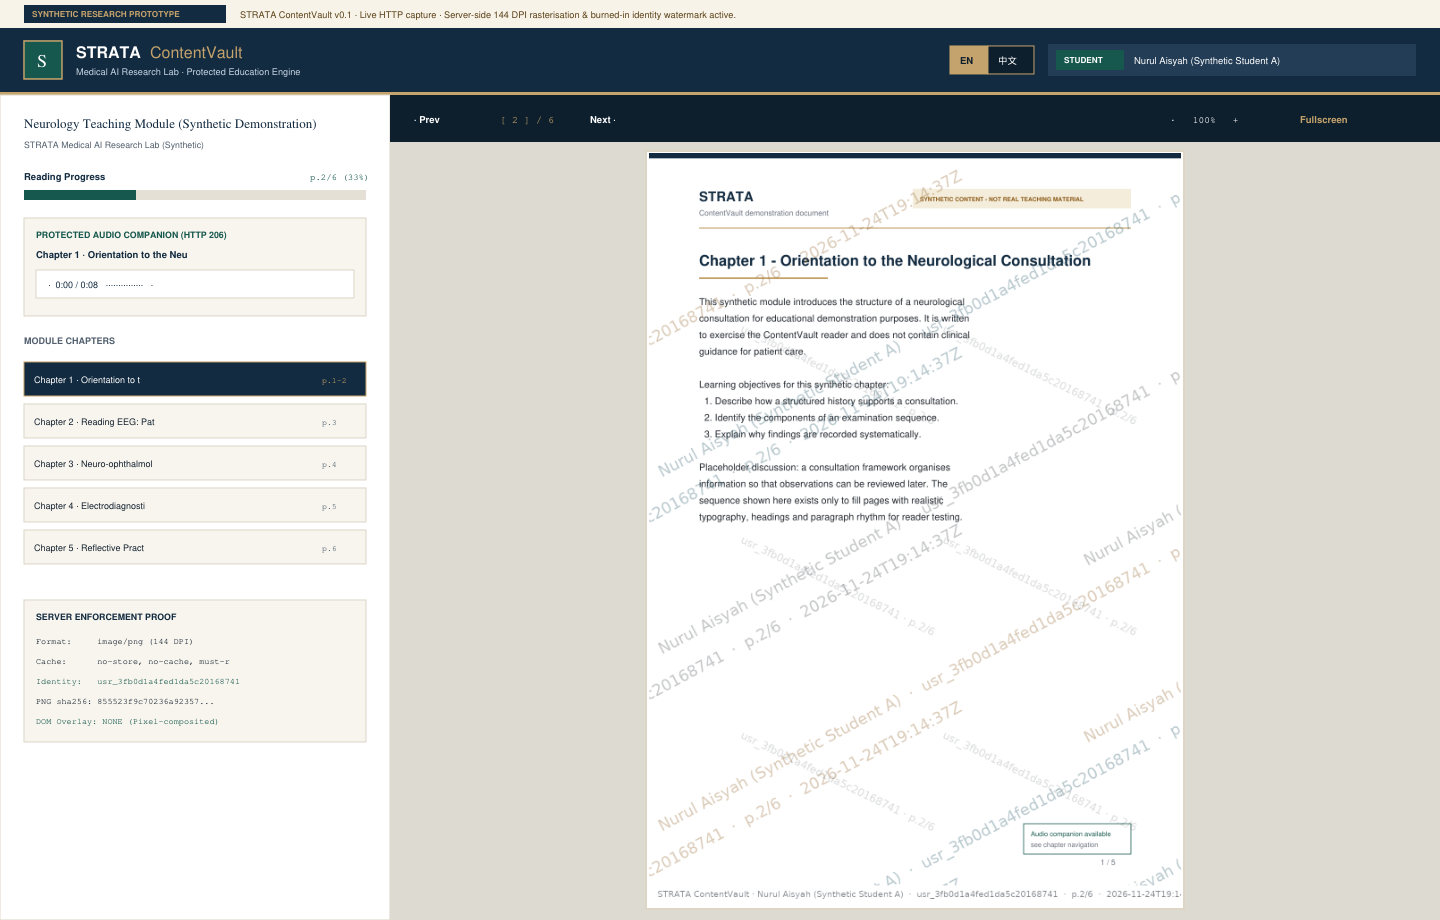 SYNTHETIC RESEARCH PROTOTYPE
STRATA ContentVault v0.1 · Live HTTP capture · Server-side 144 DPI rasterisation & burned-in identity watermark active.
S
STRATA ContentVault
Medical AI Research Lab · Protected Education Engine
EN 中文
STUDENT Nurul Aisyah (Synthetic Student A)
Neurology Teaching Module (Synthetic Demonstration)
STRATA Medical AI Research Lab (Synthetic)
Reading Progress p.2/6 (33%)
PROTECTED AUDIO COMPANION (HTTP 206)
Chapter 1 · Orientation to the Neu
· 0:00 / 0:08 ··············· ·
MODULE CHAPTERS
Chapter 1 · Orientation to t p.1-2
Chapter 2 · Reading EEG: Pat p.3
Chapter 3 · Neuro-ophthalmol p.4
Chapter 4 · Electrodiagnosti p.5
Chapter 5 · Reflective Pract p.6
SERVER ENFORCEMENT PROOF
Format: image/png (144 DPI)
Cache: no-store, no-cache, must-r
Identity: usr_3fb0d1a4fed1da5c20168741
PNG sha256: 855523f9c70236a92357...
DOM Overlay: NONE (Pixel-composited)
· Prev [ 2 ] / 6 Next ·
· 100% + Fullscreen
STRATA
ContentVault demonstration document
SYNTHETIC CONTENT - NOT REAL TEACHING MATERIAL
Chapter 1 - Orientation to the Neurological Consultation
This synthetic module introduces the structure of a neurological
consultation for educational demonstration purposes. It is written
to exercise the ContentVault reader and does not contain clinical
guidance for patient care.
Learning objectives for this synthetic chapter:
1. Describe how a structured history supports a consultation.
2. Identify the components of an examination sequence.
3. Explain why findings are recorded systematically.
Placeholder discussion: a consultation framework organises
information so that observations can be reviewed later. The
sequence shown here exists only to fill pages with realistic
typography, headings and paragraph rhythm for reader testing.
Nurul Aisyah (Synthetic Student A) · usr_3fb0d1a4fed1da5c20168741 · p
:20168741 · p.2/6 · 2026-11-24T19:14:37Z
usr_3fb0d1a4fed1da5c20168741 · p.2/6
Audio companion available
see chapter navigation
1 / 5
STRATA ContentVault · Nurul Aisyah (Synthetic Student A) · usr_3fb0d1a4fed1da5c20168741 · p.2/6 · 2026-11-24T19:1